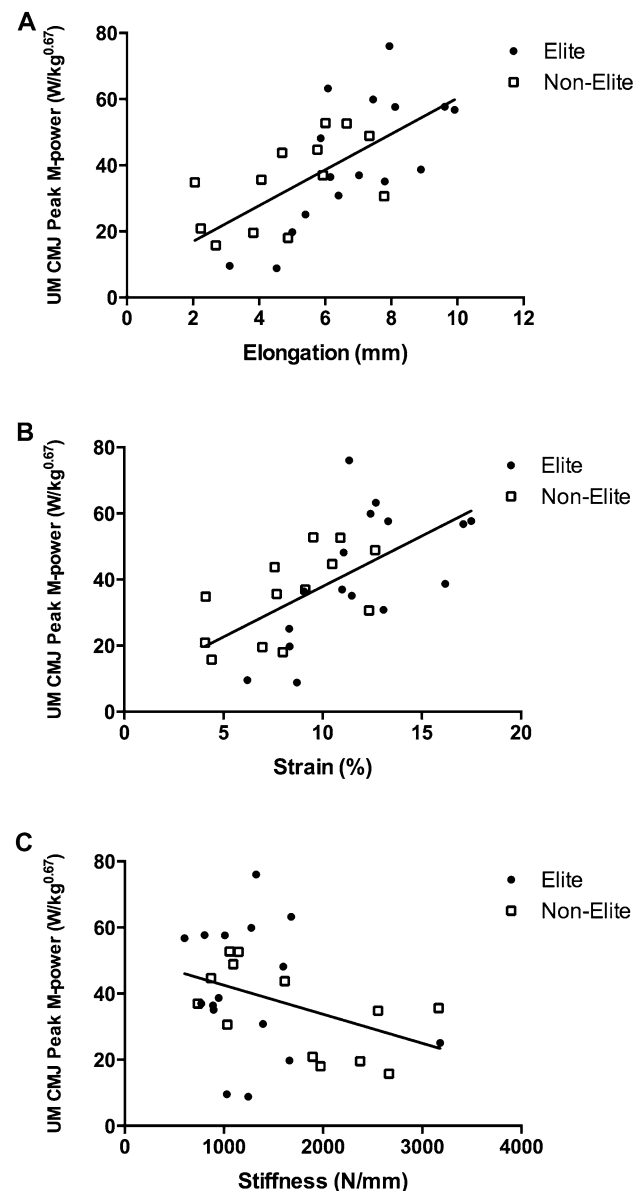 A
UM CMJ Peak M-power (W/kg^0.67)
80
60
40
20
0
0 2 4 6 8 10 12
Elongation (mm)
Elite
Non-Elite
B
UM CMJ Peak M-power (W/kg^0.67)
80
60
40
20
0
0 5 10 15 20
Strain (%)
Elite
Non-Elite
C
UM CMJ Peak M-power (W/kg^0.67)
80
60
40
20
0
0 1000 2000 3000 4000
Stiffness (N/mm)
Elite
Non-Elite